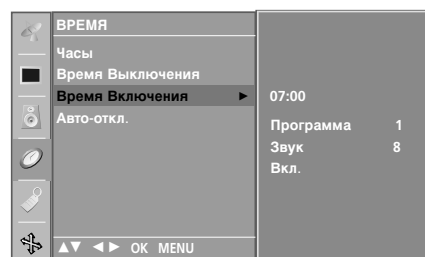 ВРЕМЯ
Часы
Время Выключения
Время Включения ►
Авто-откл.
07:00
Программа 1
Звук 8
Вкл.
▲▼ ◄► OK MENU